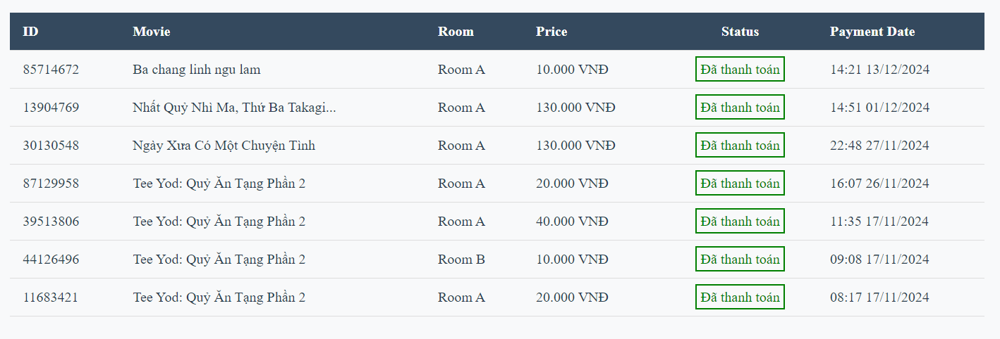 ID Movie Room Price Status Payment Date
85714672 Ba chang linh ngu lam Room A 10.000 VNĐ Đã thanh toán 14:21 13/12/2024
13904769 Nhất Quỷ Nhì Ma, Thứ Ba Takagi... Room A 130.000 VNĐ Đã thanh toán 14:51 01/12/2024
30130548 Ngày Xưa Có Một Chuyện Tình Room A 130.000 VNĐ Đã thanh toán 22:48 27/11/2024
87129958 Tee Yod: Quỷ Ăn Tạng Phần 2 Room A 20.000 VNĐ Đã thanh toán 16:07 26/11/2024
39513806 Tee Yod: Quỷ Ăn Tạng Phần 2 Room A 40.000 VNĐ Đã thanh toán 11:35 17/11/2024
44126496 Tee Yod: Quỷ Ăn Tạng Phần 2 Room B 10.000 VNĐ Đã thanh toán 09:08 17/11/2024
11683421 Tee Yod: Quỷ Ăn Tạng Phần 2 Room A 20.000 VNĐ Đã thanh toán 08:17 17/11/2024